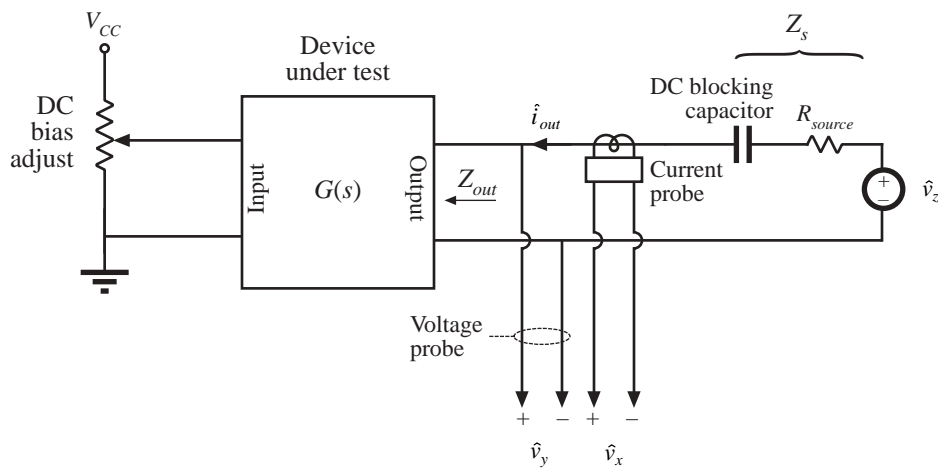 V_CC
Z_s
Device
under test
DC blocking
capacitor
R_source
DC
bias
adjust
î_out
Input
G(s)
Output
Z_out
Current
probe
+
–
v̂_z
Voltage
probe
+ – + –
v̂_y v̂_x